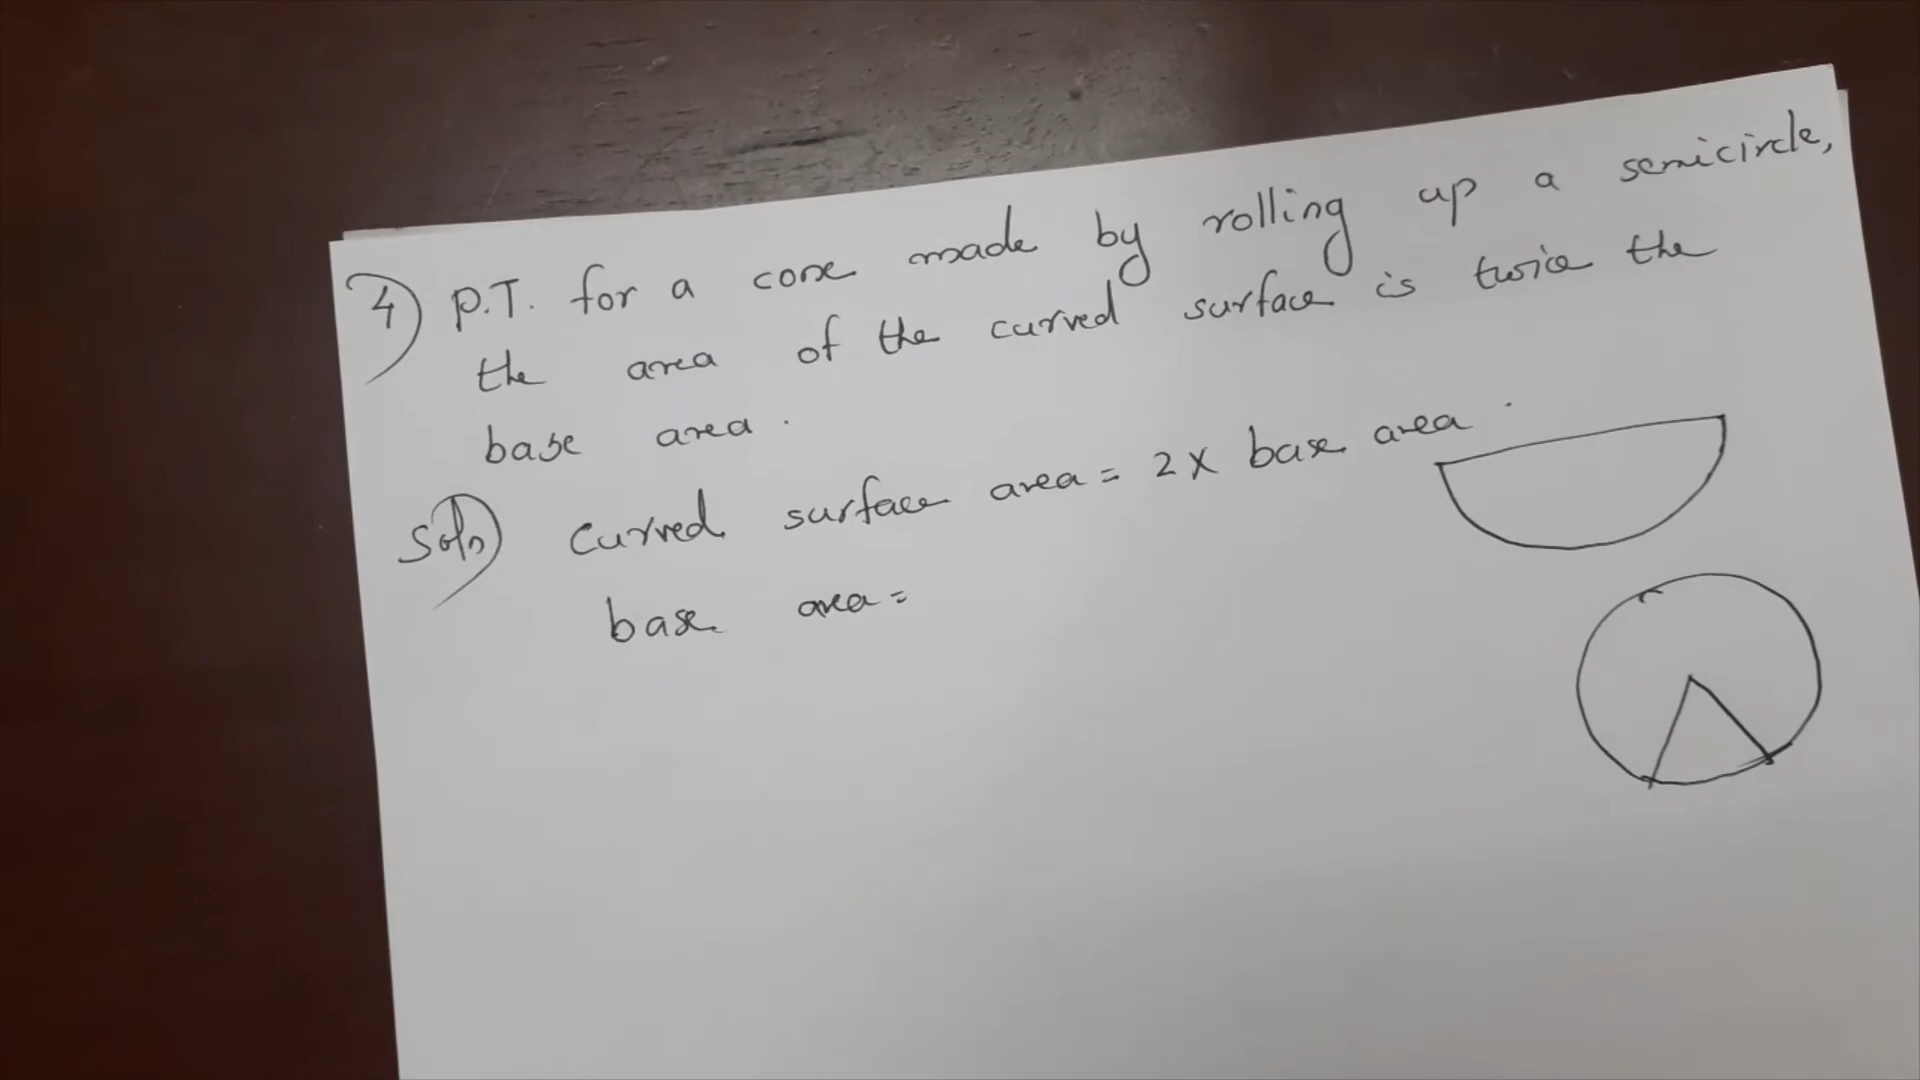 4) P.T. for a cone made by rolling up a semicircle,
the area of the curved surface is twice the
base area.
Soln) Curved surface area = 2 X base area.
base area =